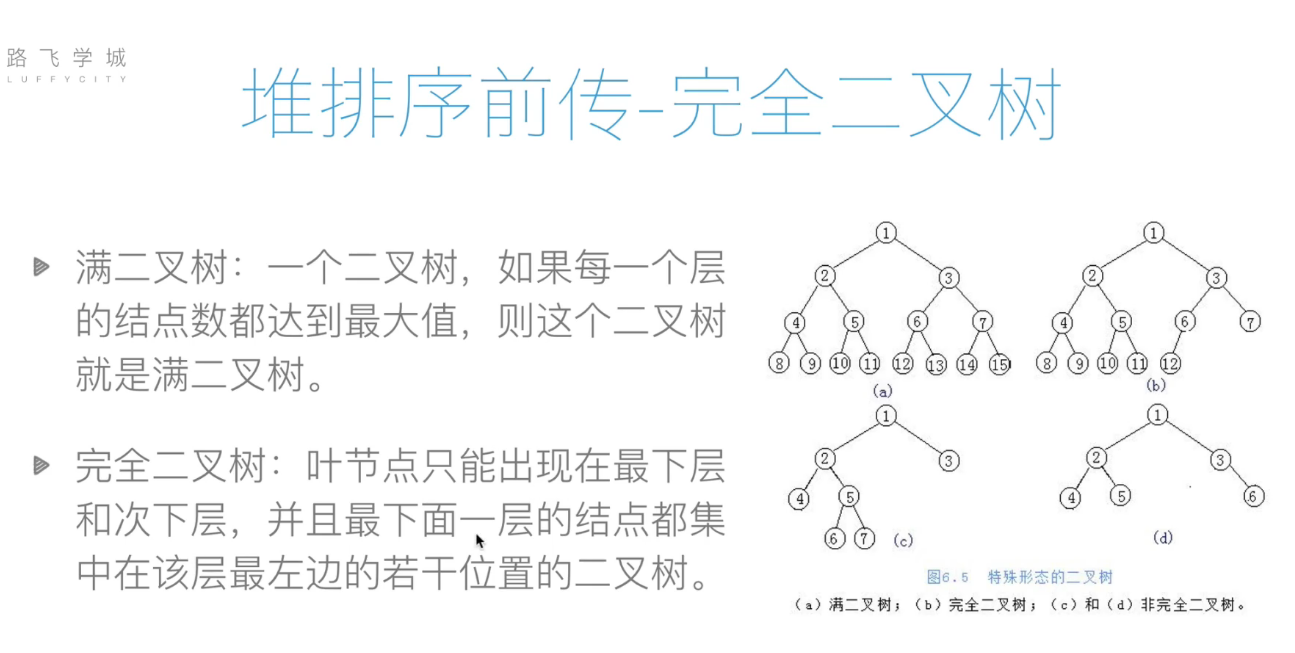 路飞学城
LUFFYCITY
堆排序前传-完全二叉树
满二叉树：一个二叉树，如果每一个层
的结点数都达到最大值，则这个二叉树
就是满二叉树。
完全二叉树：叶节点只能出现在最下层
和次下层，并且最下面一层的结点都集
中在该层最左边的若干位置的二叉树。
1
2 3
4 5 6 7
8 9 10 11 12 13 14 15
(a)
1
2 3
4 5 6 7
8 9 10 11 12
(b)
1
2 3
4 5
6 7
(c)
1
2 3
4 5 6
(d)
图6.5 特殊形态的二叉树
(a)满二叉树；(b)完全二叉树；(c)和(d)非完全二叉树。